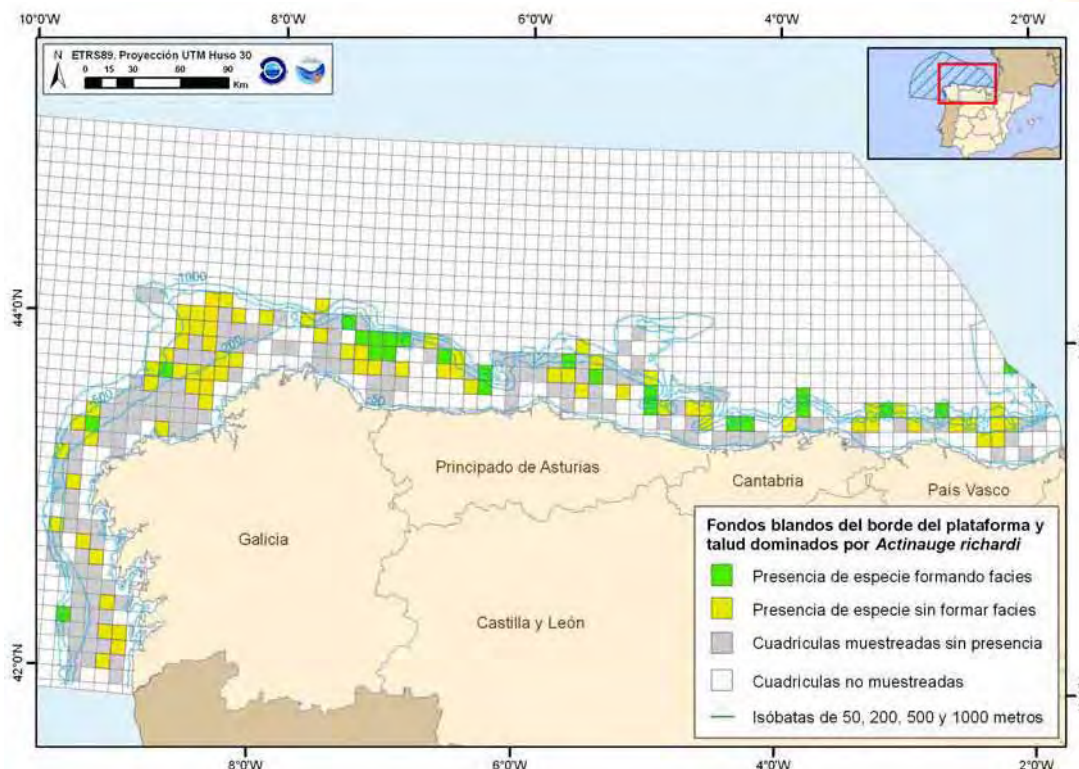 10°0'W 8°0'W 6°0'W 4°0'W 2°0'W
N ETRS89. Proyección UTM Huso 30
0 15 30 60 90
Km
44°0'N
42°0'N
-1000
-200
-500
-50
Principado de Asturias
Cantabria
País Vasco
Galicia
Castilla y León
Fondos blandos del borde del plataforma y
talud dominados por Actinauge richardi
Presencia de especie formando facies
Presencia de especie sin formar facies
Cuadrículas muestreadas sin presencia
Cuadrículas no muestreadas
Isóbatas de 50, 200, 500 y 1000 metros
8°0'W 6°0'W 4°0'W 2°0'W